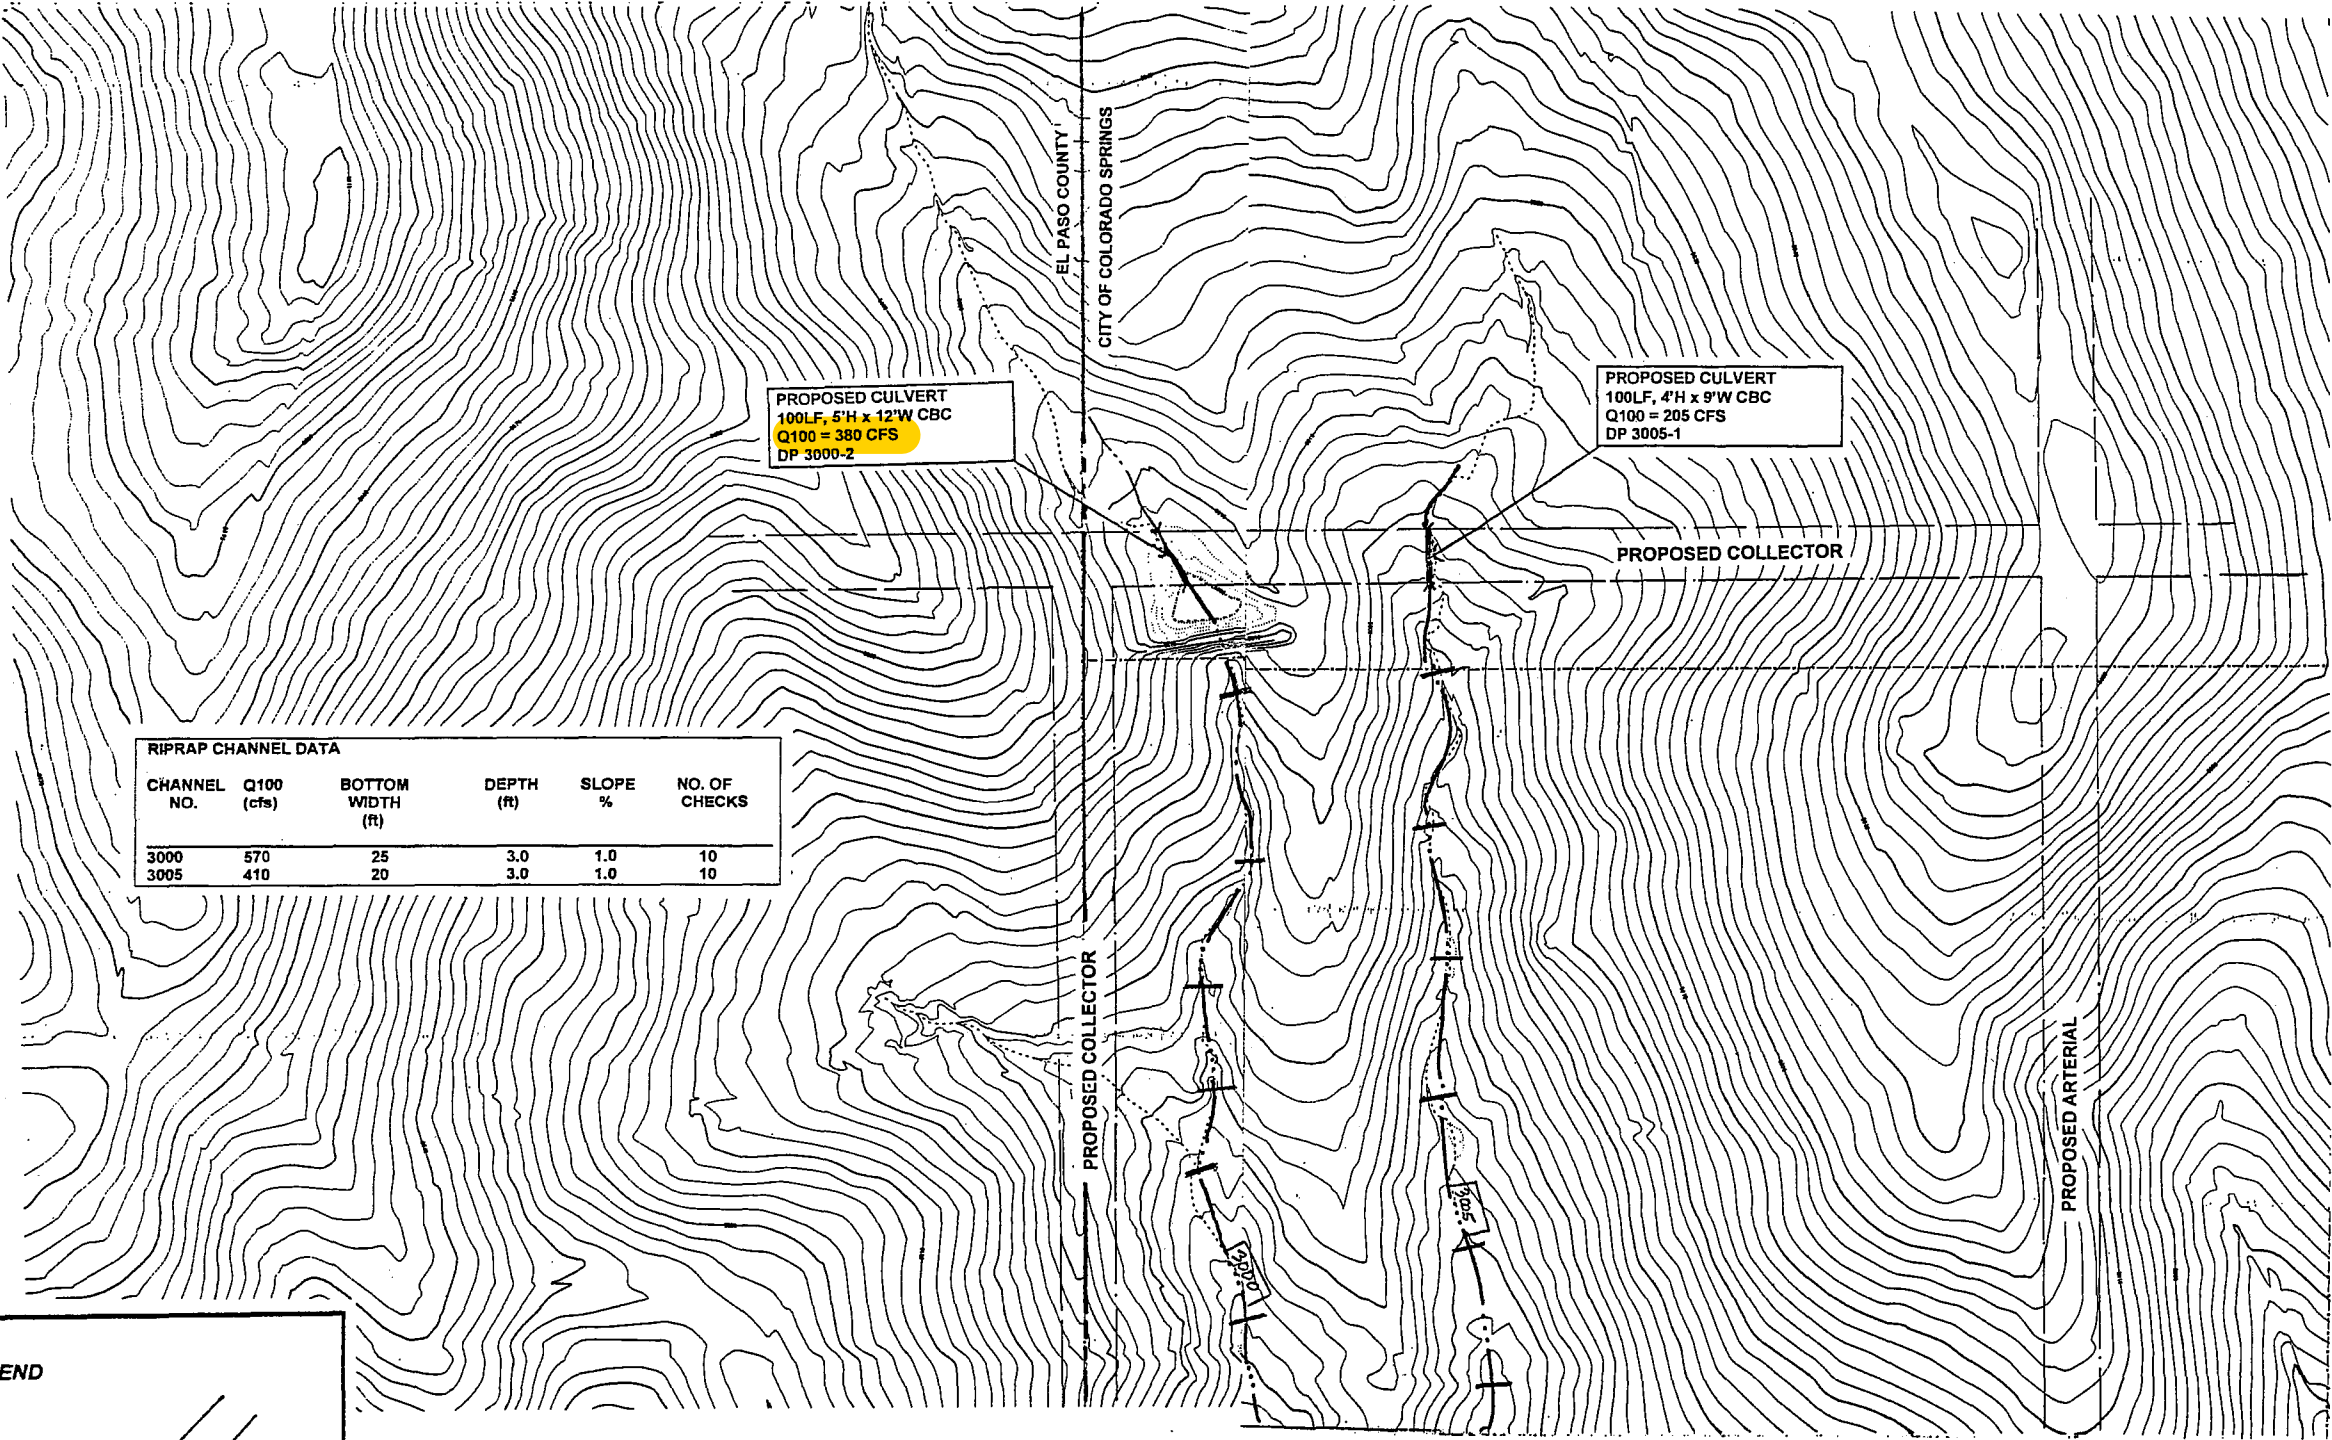 EL PASO COUNTY
CITY OF COLORADO SPRINGS
PROPOSED CULVERT
100LF, 5'H x 12'W CBC
Q100 = 380 CFS
DP 3000-2
PROPOSED CULVERT
100LF, 4'H x 9'W CBC
Q100 = 205 CFS
DP 3005-1
PROPOSED COLLECTOR
RIPRAP CHANNEL DATA
CHANNEL Q100 BOTTOM DEPTH SLOPE NO. OF
NO. (cfs) WIDTH (ft) % CHECKS
(ft)
3000 570 25 3.0 1.0 10
3005 410 20 3.0 1.0 10
PROPOSED COLLECTOR
PROPOSED ARTERIAL
3005
3000
END